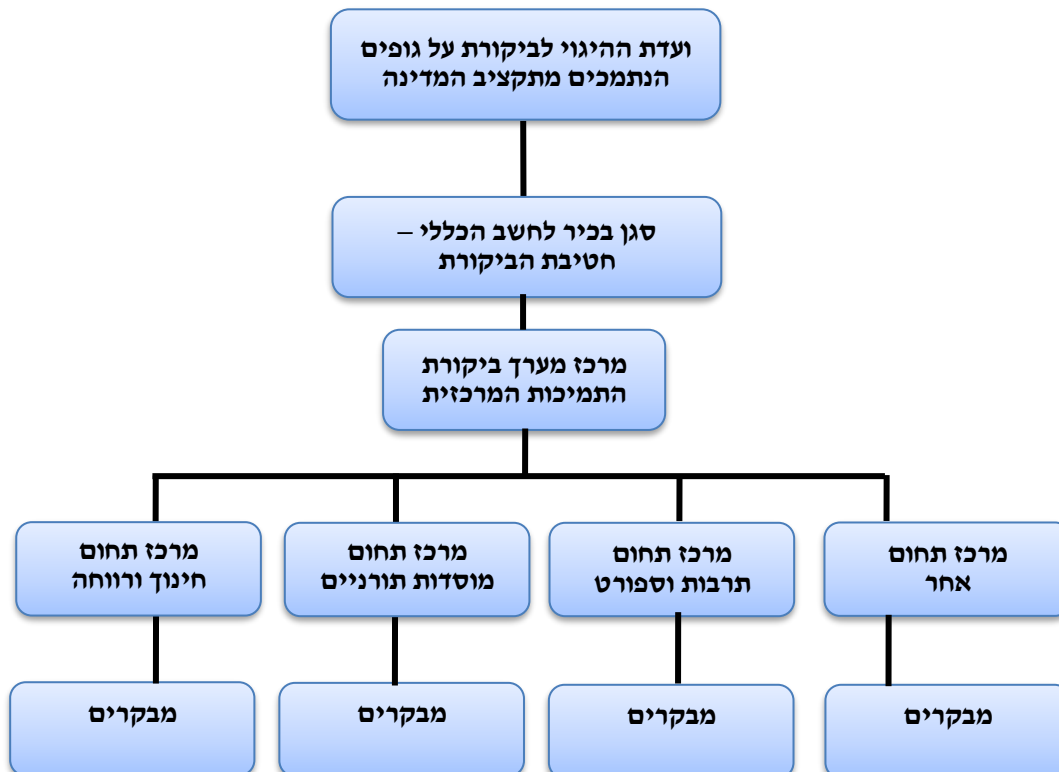 ועדת ההיגוי לביקורת על גופים
הנתמכים מתקציב המדינה
סגן בכיר לחשב הכללי –
חטיבת הביקורת
מרכז מערך ביקורת
התמיכות המרכזית
מרכז תחום
אחר
מרכז תחום
תרבות וספורט
מרכז תחום
מוסדות תורניים
מרכז תחום
חינוך ורווחה
מבקרים
מבקרים
מבקרים
מבקרים